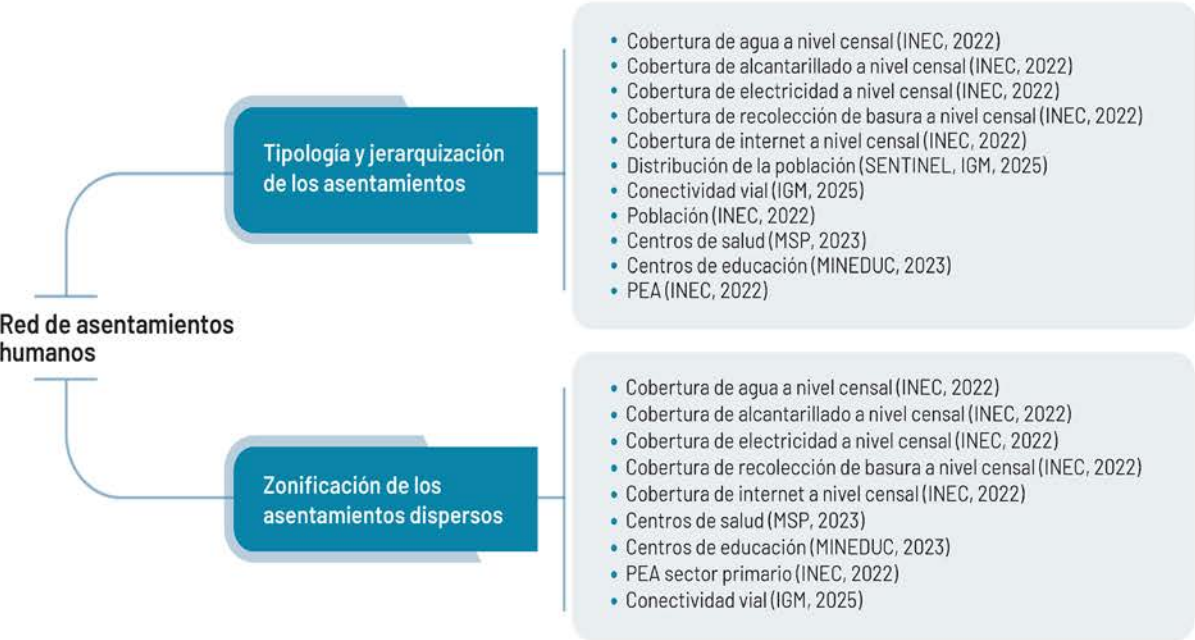 Red de asentamientos
humanos
Tipología y jerarquización
de los asentamientos
• Cobertura de agua a nivel censal (INEC, 2022)
• Cobertura de alcantarillado a nivel censal (INEC, 2022)
• Cobertura de electricidad a nivel censal (INEC, 2022)
• Cobertura de recolección de basura a nivel censal (INEC, 2022)
• Cobertura de internet a nivel censal (INEC, 2022)
• Distribución de la población (SENTINEL, IGM, 2025)
• Conectividad vial (IGM, 2025)
• Población (INEC, 2022)
• Centros de salud (MSP, 2023)
• Centros de educación (MINEDUC, 2023)
• PEA (INEC, 2022)
Zonificación de los
asentamientos dispersos
• Cobertura de agua a nivel censal (INEC, 2022)
• Cobertura de alcantarillado a nivel censal (INEC, 2022)
• Cobertura de electricidad a nivel censal (INEC, 2022)
• Cobertura de recolección de basura a nivel censal (INEC, 2022)
• Cobertura de internet a nivel censal (INEC, 2022)
• Centros de salud (MSP, 2023)
• Centros de educación (MINEDUC, 2023)
• PEA sector primario (INEC, 2022)
• Conectividad vial (IGM, 2025)